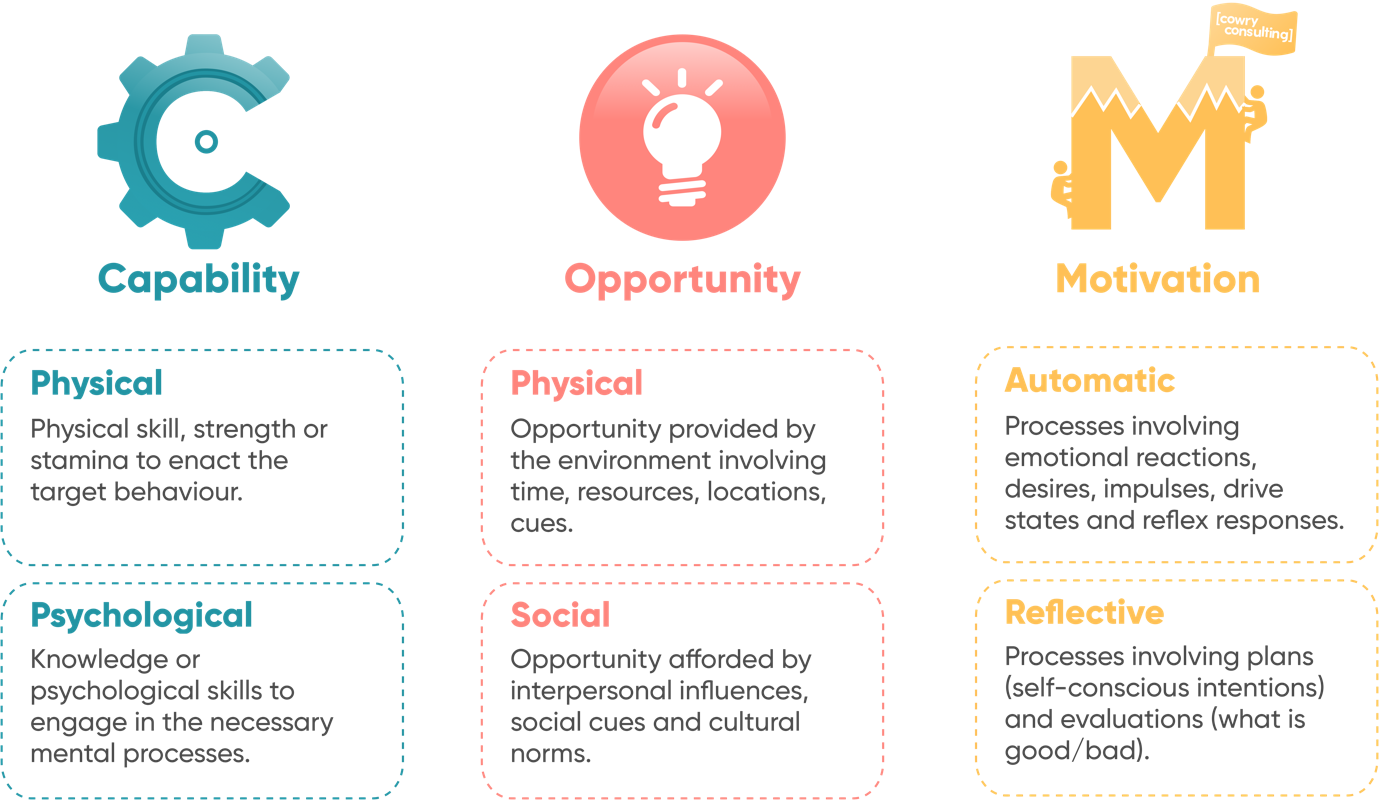 [cowry
consulting]
Capability
Opportunity
Motivation
Physical
Physical skill, strength or
stamina to enact the
target behaviour.
Physical
Opportunity provided by
the environment involving
time, resources, locations,
cues.
Automatic
Processes involving
emotional reactions,
desires, impulses, drive
states and reflex responses.
Psychological
Knowledge or
psychological skills to
engage in the necessary
mental processes.
Social
Opportunity afforded by
interpersonal influences,
social cues and cultural
norms.
Reflective
Processes involving plans
(self-conscious intentions)
and evaluations (what is
good/bad).